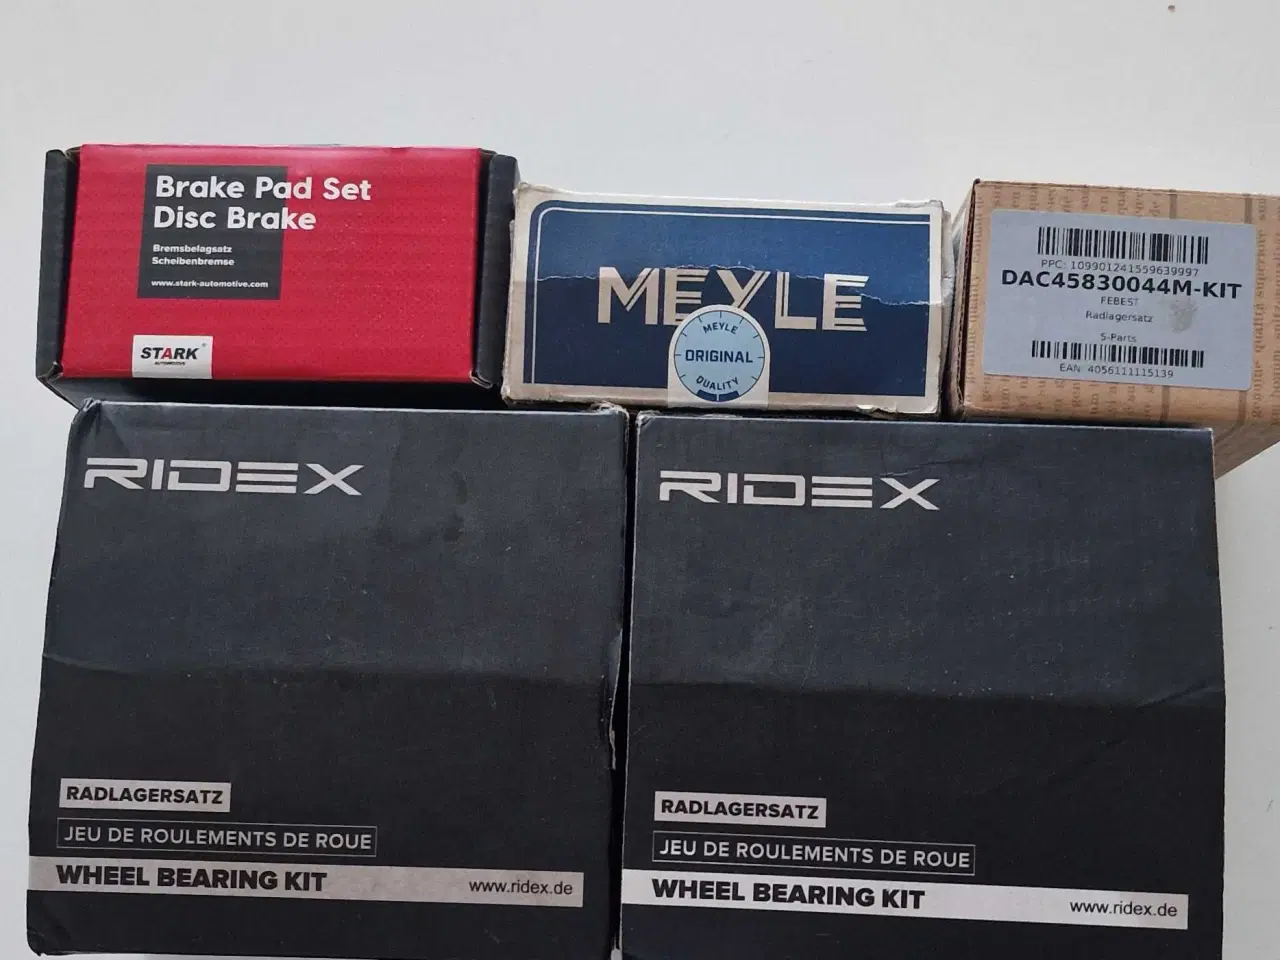 Brake Pad Set
Disc Brake
Bremsbelagsatz
Scheibenbremse
www.stark-automotive.com
STARK
AUTOMOTIVE
MEYLE
MEYLE
ORIGINAL
QUALITY
PPC: 109901241559639997
DAC45830044M-KIT
FEBEST
Radlagersatz
S-Parts
EAN: 4056111115139
RIDEX
RADLAGERSATZ
JEU DE ROULEMENTS DE ROUE
WHEEL BEARING KIT
www.ridex.de
RIDEX
RADLAGERSATZ
JEU DE ROULEMENTS DE ROUE
WHEEL BEARING KIT
www.ridex.de